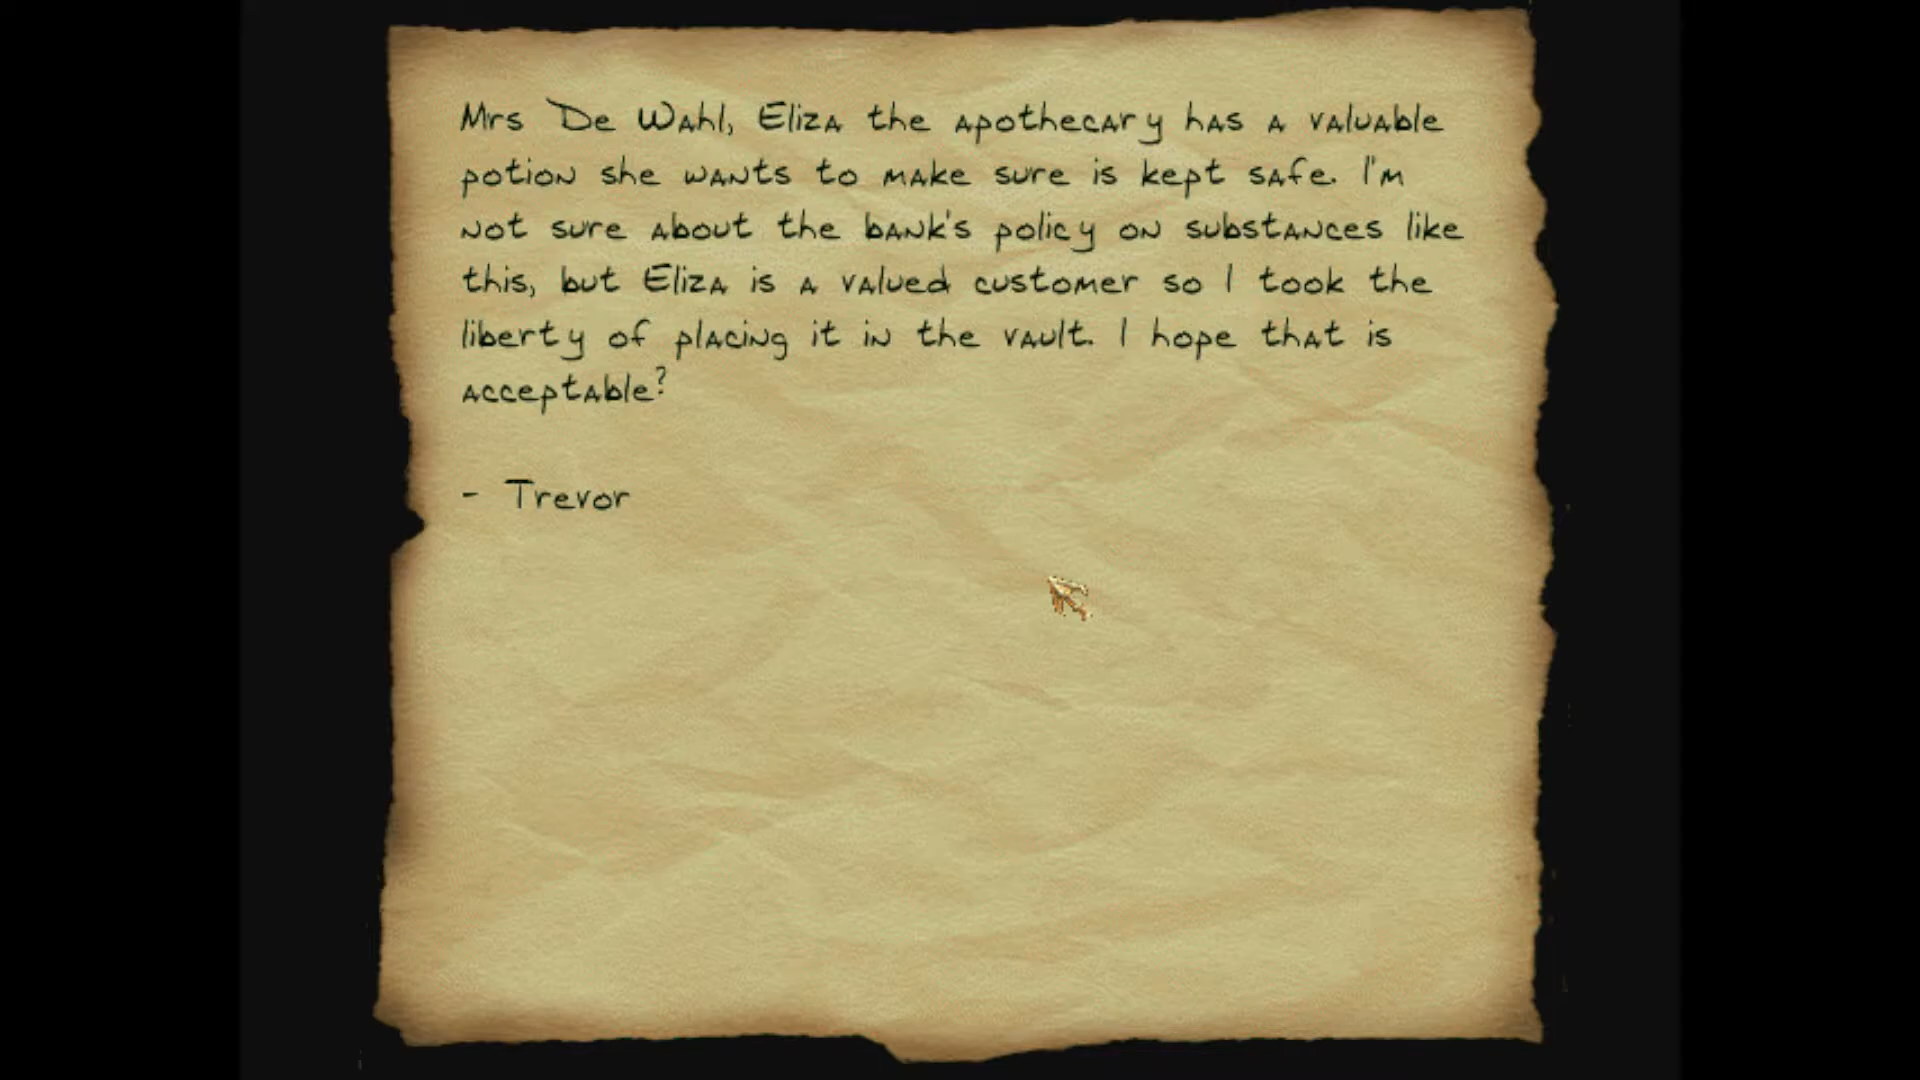 Mrs De Wahl, Eliza the apothecary has a valuable
potion she wants to make sure is kept safe. I'm
not sure about the bank's policy on substances like
this, but Eliza is a valued customer so I took the
liberty of placing it in the vault. I hope that is
acceptable?
- Trevor